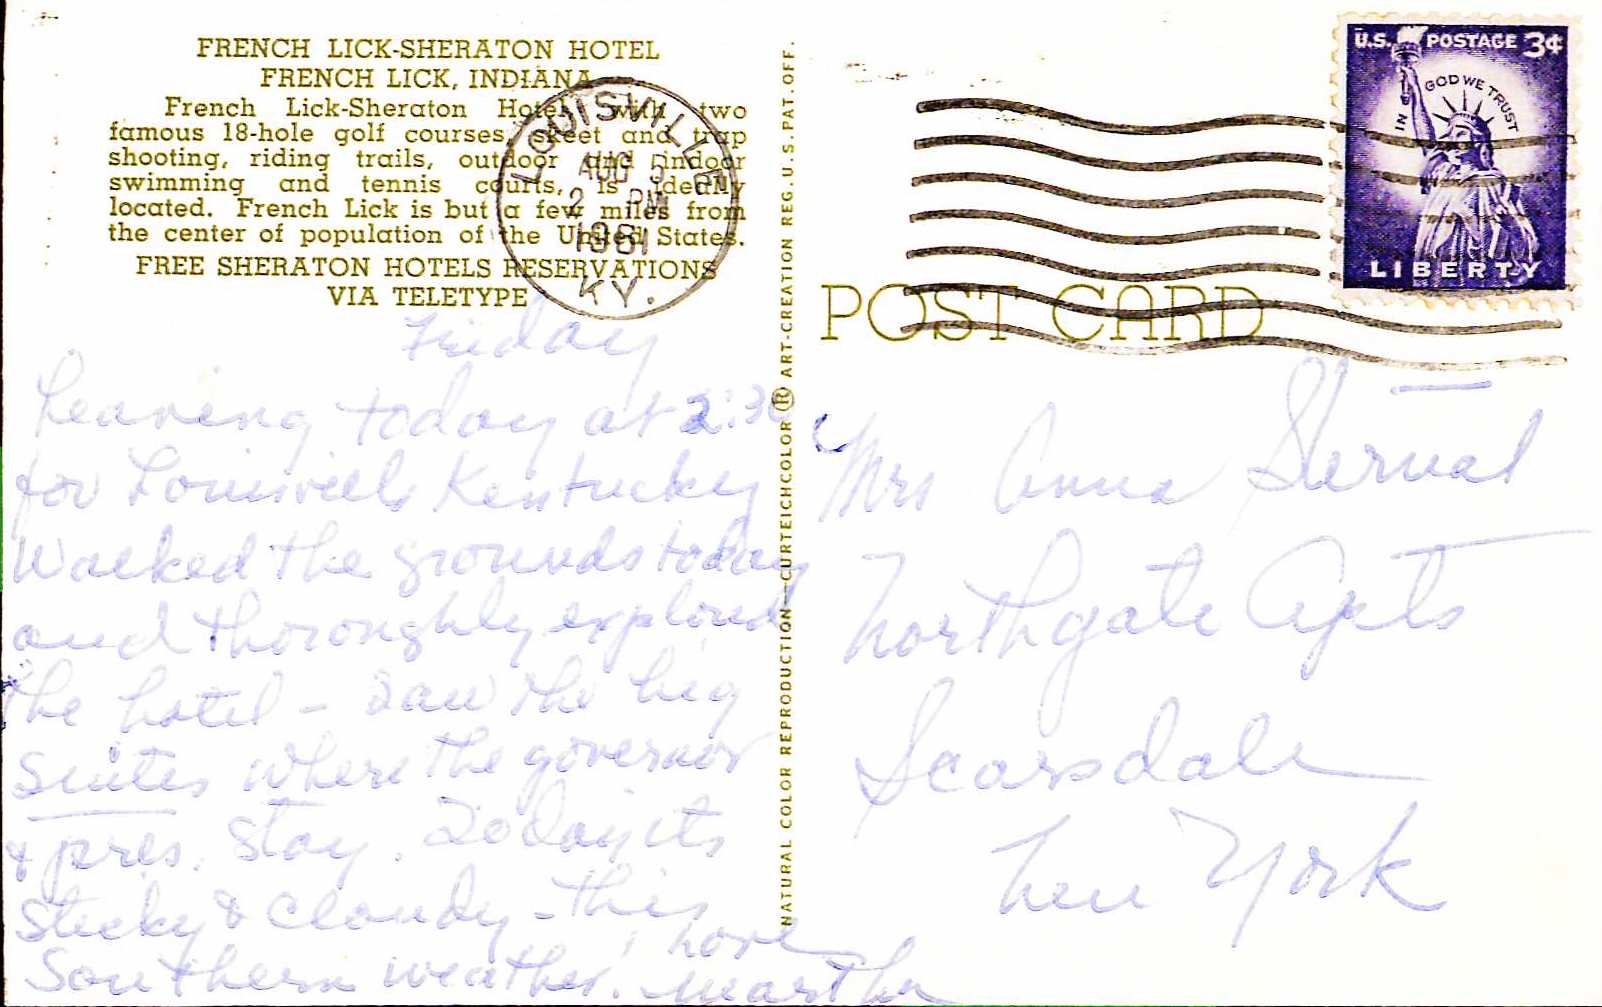 FRENCH LICK-SHERATON HOTEL
FRENCH LICK, INDIANA
French Lick-Sheraton Hotel, with two
famous 18-hole golf courses, skeet and trap
shooting, riding trails, outdoor and indoor
swimming and tennis courts, is ideally
located. French Lick is but a few miles from
the center of population of the United States.
FREE SHERATON HOTELS RESERVATIONS
VIA TELETYPE
LOUISVILLE
AUG 5
2 PM
1961
KY.
Friday
Leaving today at 2:30
for Louisville Kentucky
Walked the grounds today
and thoroughly explored
the hotel – saw the big
suites where the governor
& pres. stay. Today its
sticky & cloudy – this
Southern weather! Love
Martha
NATURAL COLOR REPRODUCTION—CURTEICHCOLOR ® ART-CREATION REG. U.S. PAT. OFF.
U.S. POSTAGE 3¢
IN GOD WE TRUST
LIBERTY
POST CARD
Mrs Anna
Northgate Apts
Scarsdale
New York